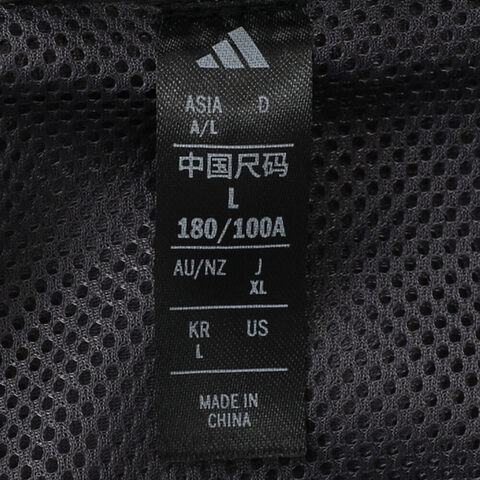 ASIA D
A/L
中国尺码
L
180/100A
AU/NZ J
XL
KR US
L
MADE IN
CHINA